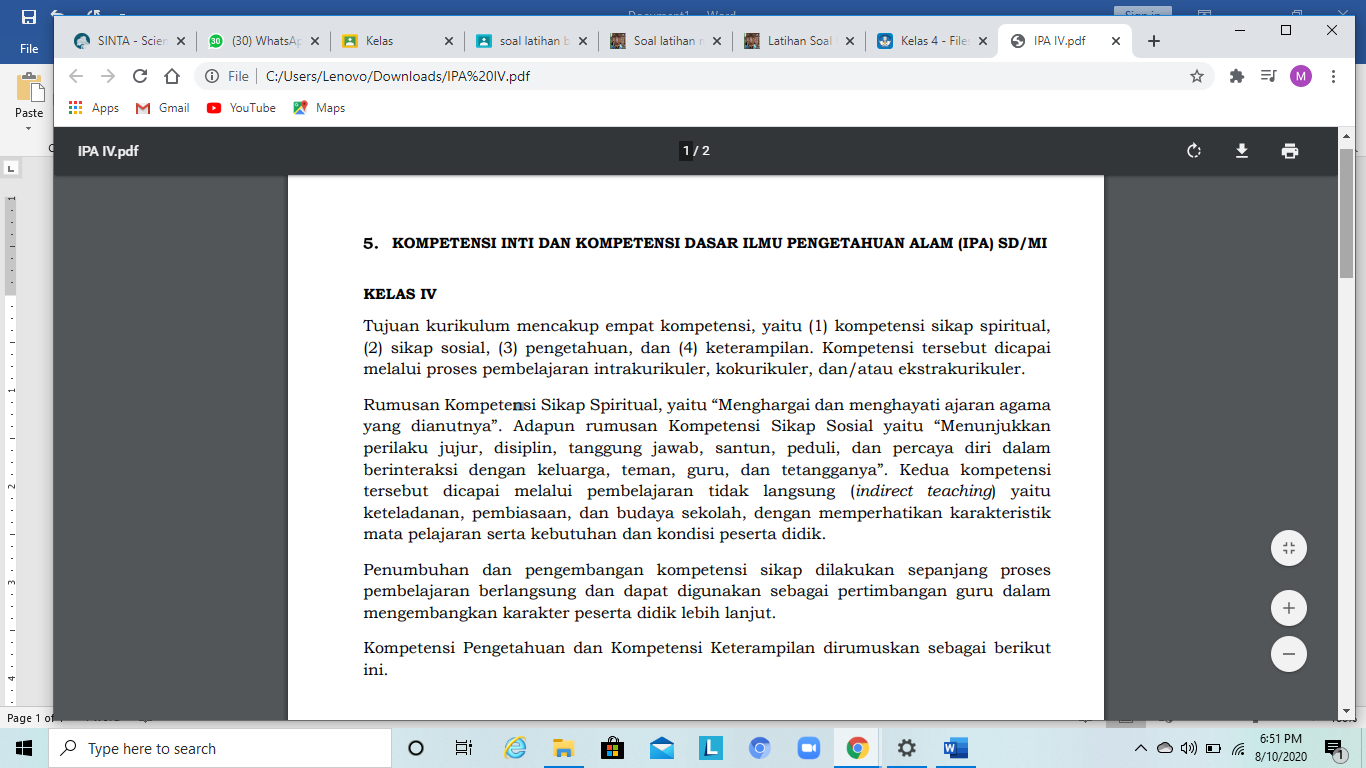 Document1 - Word
Sign in
File
SINTA - Scien
(30) WhatsAp
Kelas
soal latihan b
Soal latihan n
Latihan Soal
Kelas 4 - File
IPA IV.pdf
File
C:/Users/Lenovo/Downloads/IPA%20IV.pdf
M
Paste
Apps
Gmail
YouTube
Maps
IPA IV.pdf
1 / 2
5. KOMPETENSI INTI DAN KOMPETENSI DASAR ILMU PENGETAHUAN ALAM (IPA) SD/MI
KELAS IV
Tujuan kurikulum mencakup empat kompetensi, yaitu (1) kompetensi sikap spiritual,
(2) sikap sosial, (3) pengetahuan, dan (4) keterampilan. Kompetensi tersebut dicapai
melalui proses pembelajaran intrakurikuler, kokurikuler, dan/atau ekstrakurikuler.
Rumusan Kompetensi Sikap Spiritual, yaitu “Menghargai dan menghayati ajaran agama
yang dianutnya”. Adapun rumusan Kompetensi Sikap Sosial yaitu “Menunjukkan
perilaku jujur, disiplin, tanggung jawab, santun, peduli, dan percaya diri dalam
berinteraksi dengan keluarga, teman, guru, dan tetangganya”. Kedua kompetensi
tersebut dicapai melalui pembelajaran tidak langsung (indirect teaching) yaitu
keteladanan, pembiasaan, dan budaya sekolah, dengan memperhatikan karakteristik
mata pelajaran serta kebutuhan dan kondisi peserta didik.
Penumbuhan dan pengembangan kompetensi sikap dilakukan sepanjang proses
pembelajaran berlangsung dan dapat digunakan sebagai pertimbangan guru dalam
mengembangkan karakter peserta didik lebih lanjut.
Kompetensi Pengetahuan dan Kompetensi Keterampilan dirumuskan sebagai berikut
ini.
Page 1 of
Type here to search
6:51 PM
8/10/2020
1